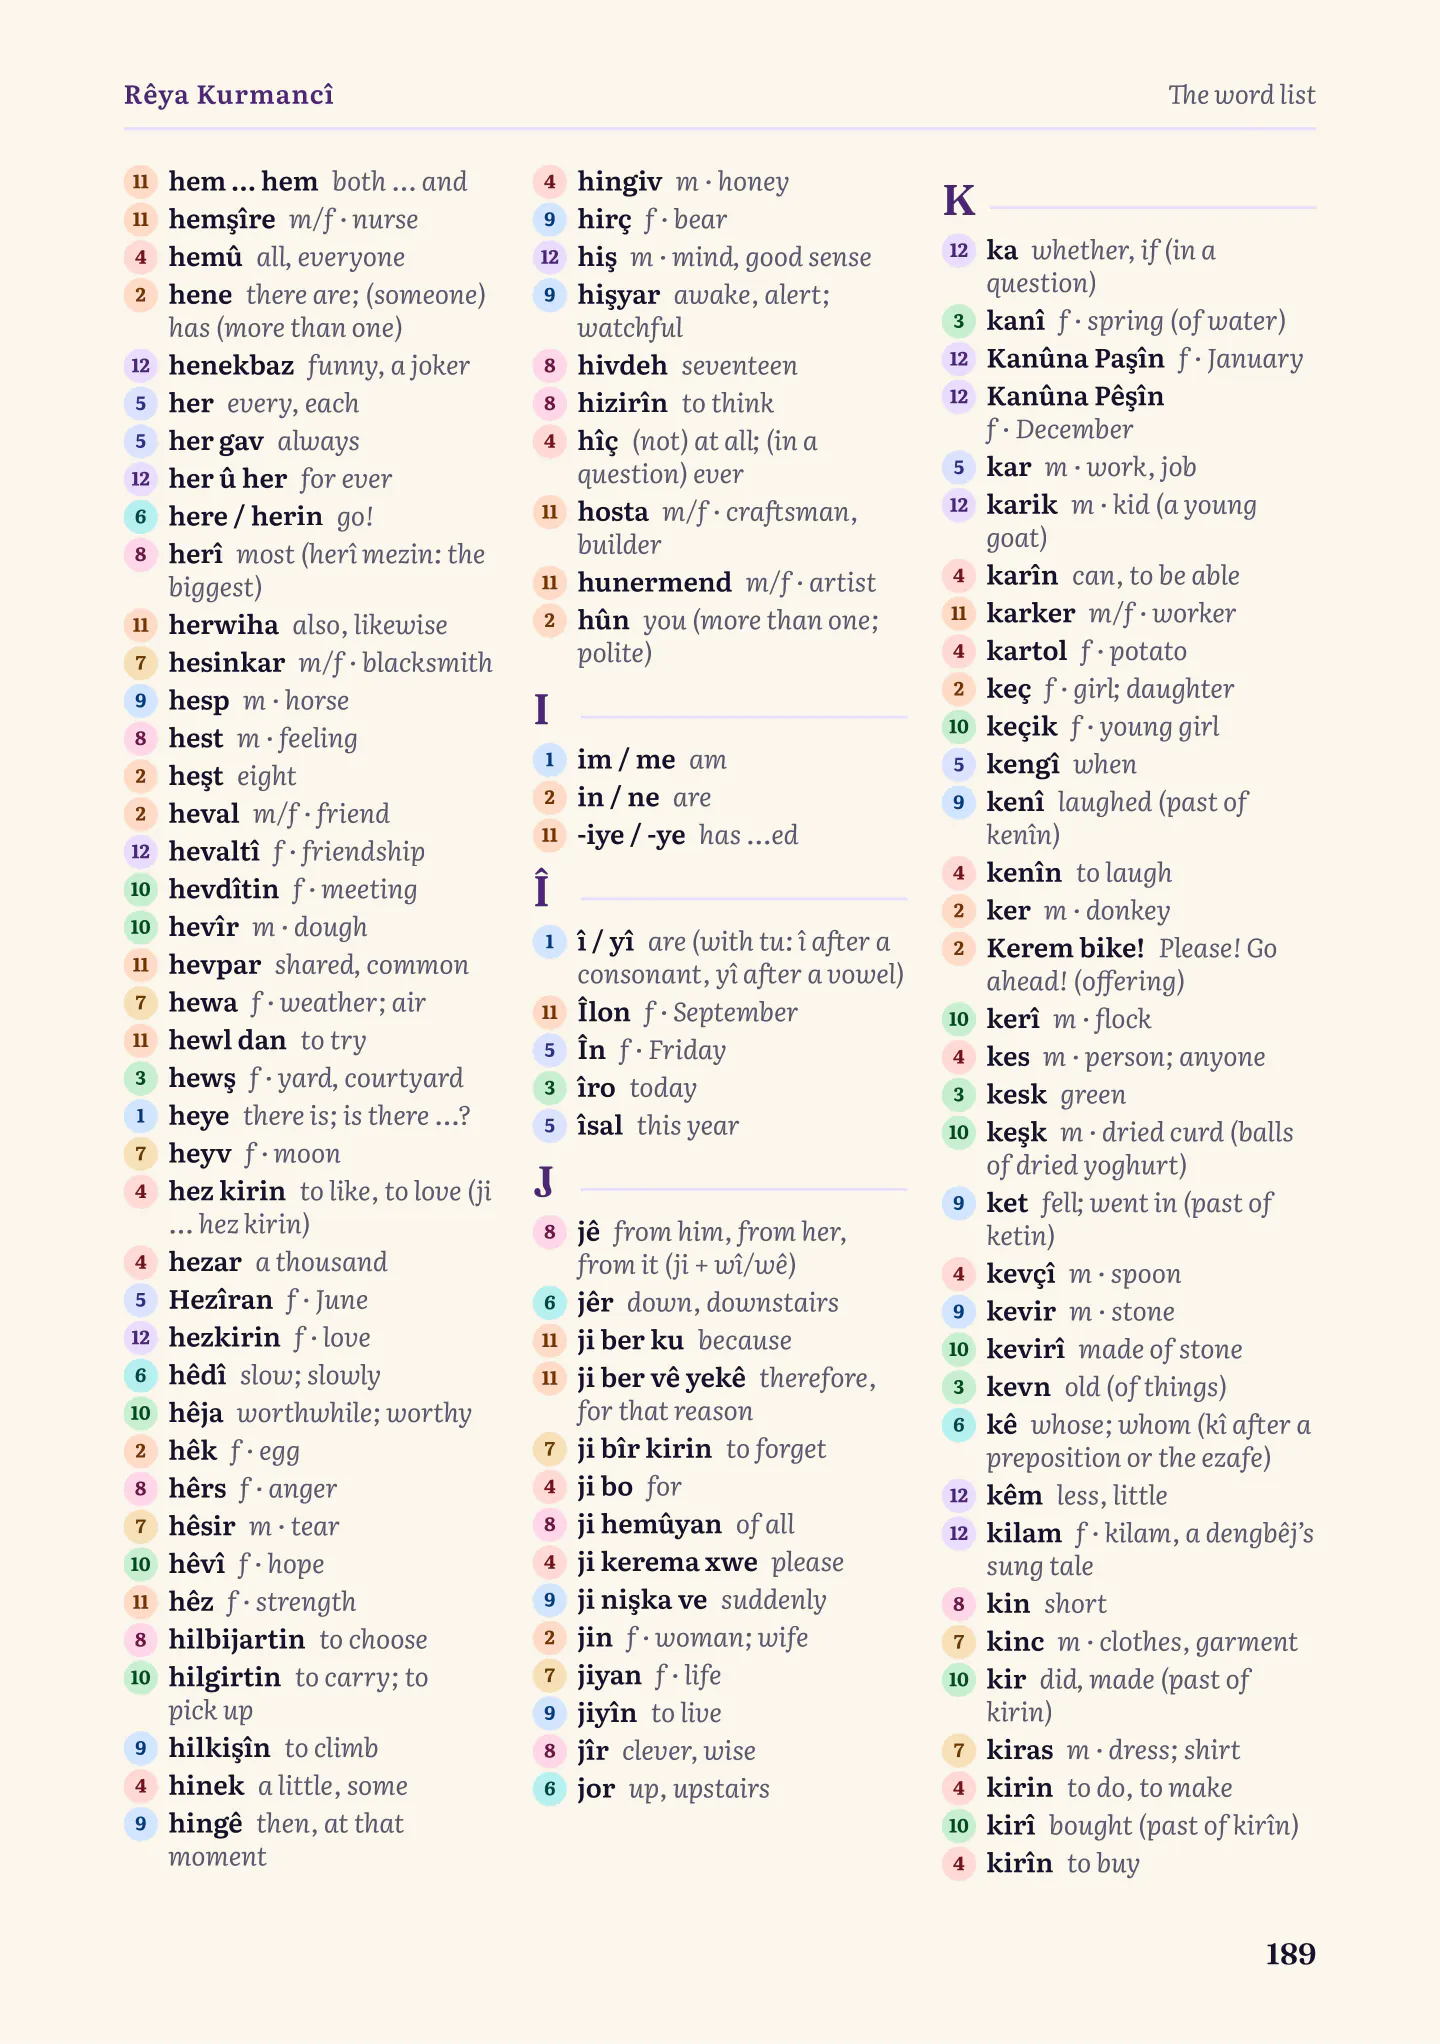 Rêya Kurmancî
The word list
11 hem … hem both … and
11 hemşîre m/f · nurse
4 hemû all, everyone
2 hene there are; (someone)
has (more than one)
12 henekbaz funny, a joker
5 her every, each
5 her gav always
12 her û her for ever
6 here / herin go!
8 herî most (herî mezin: the
biggest)
11 herwiha also, likewise
7 hesinkar m/f · blacksmith
9 hesp m · horse
8 hest m · feeling
2 heşt eight
2 heval m/f · friend
12 hevaltî f · friendship
10 hevdîtin f · meeting
10 hevîr m · dough
11 hevpar shared, common
7 hewa f · weather; air
11 hewl dan to try
3 hewş f · yard, courtyard
1 heye there is; is there …?
7 heyv f · moon
4 hez kirin to like, to love (ji
… hez kirin)
4 hezar a thousand
5 Hezîran f · June
12 hezkirin f · love
6 hêdî slow; slowly
10 hêja worthwhile; worthy
2 hêk f · egg
8 hêrs f · anger
7 hêsir m · tear
10 hêvî f · hope
11 hêz f · strength
8 hilbijartin to choose
10 hilgirtin to carry; to
pick up
9 hilkişîn to climb
4 hinek a little, some
9 hingê then, at that
moment
4 hingiv m · honey
9 hirç f · bear
12 hiş m · mind, good sense
9 hişyar awake, alert;
watchful
8 hivdeh seventeen
8 hizirîn to think
4 hîç (not) at all; (in a
question) ever
11 hosta m/f · craftsman,
builder
11 hunermend m/f · artist
2 hûn you (more than one;
polite)
I
1 im / me am
2 in / ne are
11 -iye / -ye has …ed
Î
1 î / yî are (with tu: î after a
consonant, yî after a vowel)
11 Îlon f · September
5 În f · Friday
3 îro today
5 îsal this year
J
8 jê from him, from her,
from it (ji + wî/wê)
6 jêr down, downstairs
11 ji ber ku because
11 ji ber vê yekê therefore,
for that reason
7 ji bîr kirin to forget
4 ji bo for
8 ji hemûyan of all
4 ji kerema xwe please
9 ji nişka ve suddenly
2 jin f · woman; wife
7 jiyan f · life
9 jiyîn to live
8 jîr clever, wise
6 jor up, upstairs
K
12 ka whether, if (in a
question)
3 kanî f · spring (of water)
12 Kanûna Paşîn f · January
12 Kanûna Pêşîn
f · December
5 kar m · work, job
12 karik m · kid (a young
goat)
4 karîn can, to be able
11 karker m/f · worker
4 kartol f · potato
2 keç f · girl; daughter
10 keçik f · young girl
5 kengî when
9 kenî laughed (past of
kenîn)
4 kenîn to laugh
2 ker m · donkey
2 Kerem bike! Please! Go
ahead! (offering)
10 kerî m · flock
4 kes m · person; anyone
3 kesk green
10 keşk m · dried curd (balls
of dried yoghurt)
9 ket fell; went in (past of
ketin)
4 kevçî m · spoon
9 kevir m · stone
10 kevirî made of stone
3 kevn old (of things)
6 kê whose; whom (kî after a
preposition or the ezafe)
12 kêm less, little
12 kilam f · kilam, a dengbêj’s
sung tale
8 kin short
7 kinc m · clothes, garment
10 kir did, made (past of
kirin)
7 kiras m · dress; shirt
4 kirin to do, to make
10 kirî bought (past of kirîn)
4 kirîn to buy
189